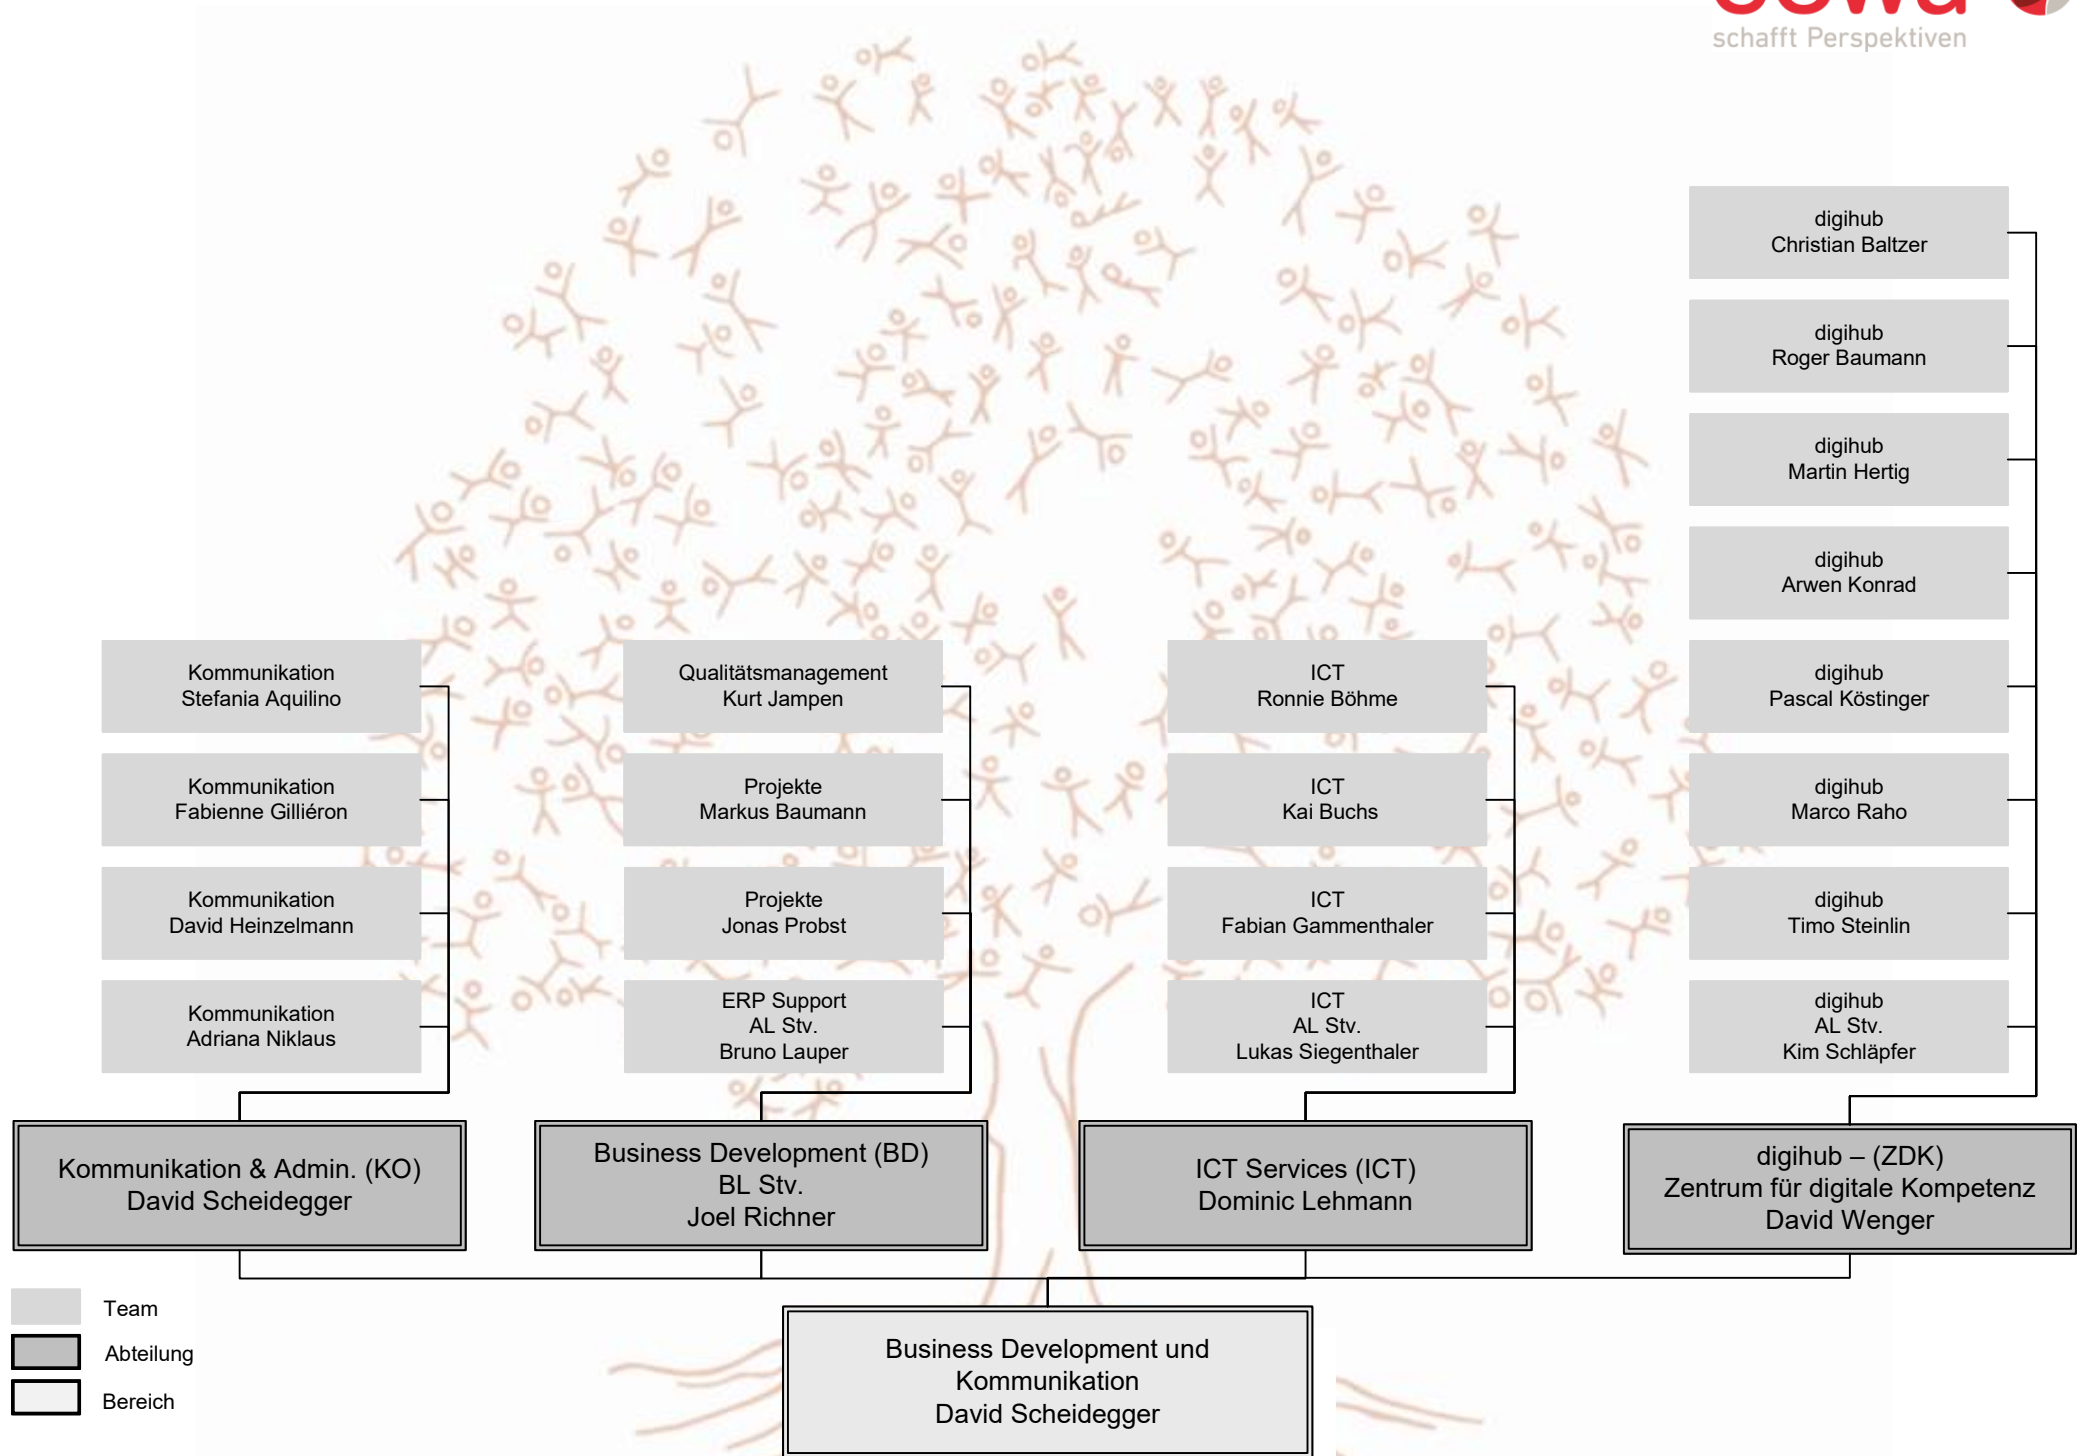 schafft Perspektiven
digihub
Christian Baltzer
digihub
Roger Baumann
digihub
Martin Hertig
digihub
Arwen Konrad
Kommunikation
Stefania Aquilino
Qualitätsmanagement
Kurt Jampen
ICT
Ronnie Böhme
digihub
Pascal Köstinger
Kommunikation
Fabienne Gilliéron
Projekte
Markus Baumann
ICT
Kai Buchs
digihub
Marco Raho
Kommunikation
David Heinzelmann
Projekte
Jonas Probst
ICT
Fabian Gammenthaler
digihub
Timo Steinlin
Kommunikation
Adriana Niklaus
ERP Support
AL Stv.
Bruno Lauper
ICT
AL Stv.
Lukas Siegenthaler
digihub
AL Stv.
Kim Schläpfer
Kommunikation & Admin. (KO)
David Scheidegger
Business Development (BD)
BL Stv.
Joel Richner
ICT Services (ICT)
Dominic Lehmann
digihub – (ZDK)
Zentrum für digitale Kompetenz
David Wenger
Team
Abteilung
Bereich
Business Development und
Kommunikation
David Scheidegger